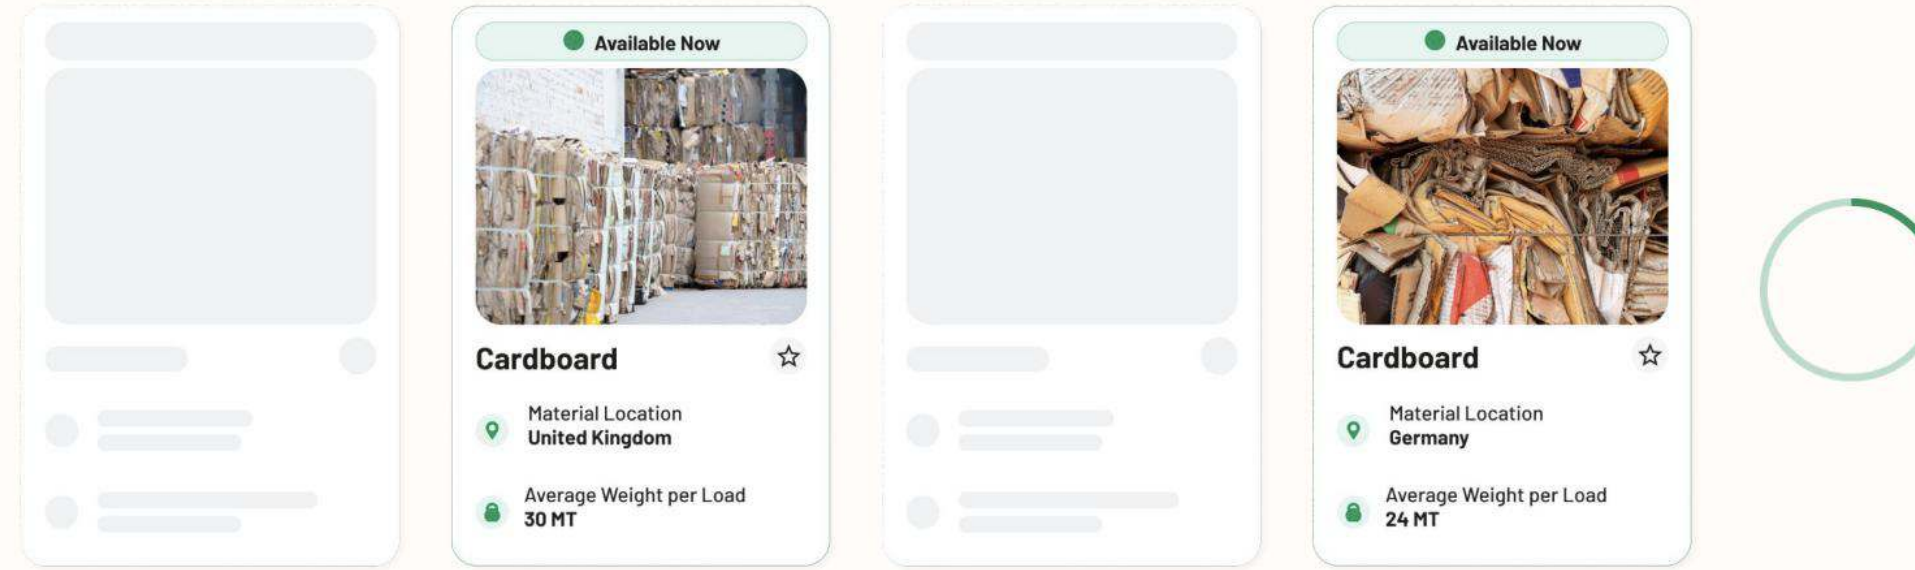 Available Now
Cardboard
Material Location
United Kingdom
Average Weight per Load
30 MT
Available Now
Cardboard
Material Location
Germany
Average Weight per Load
24 MT